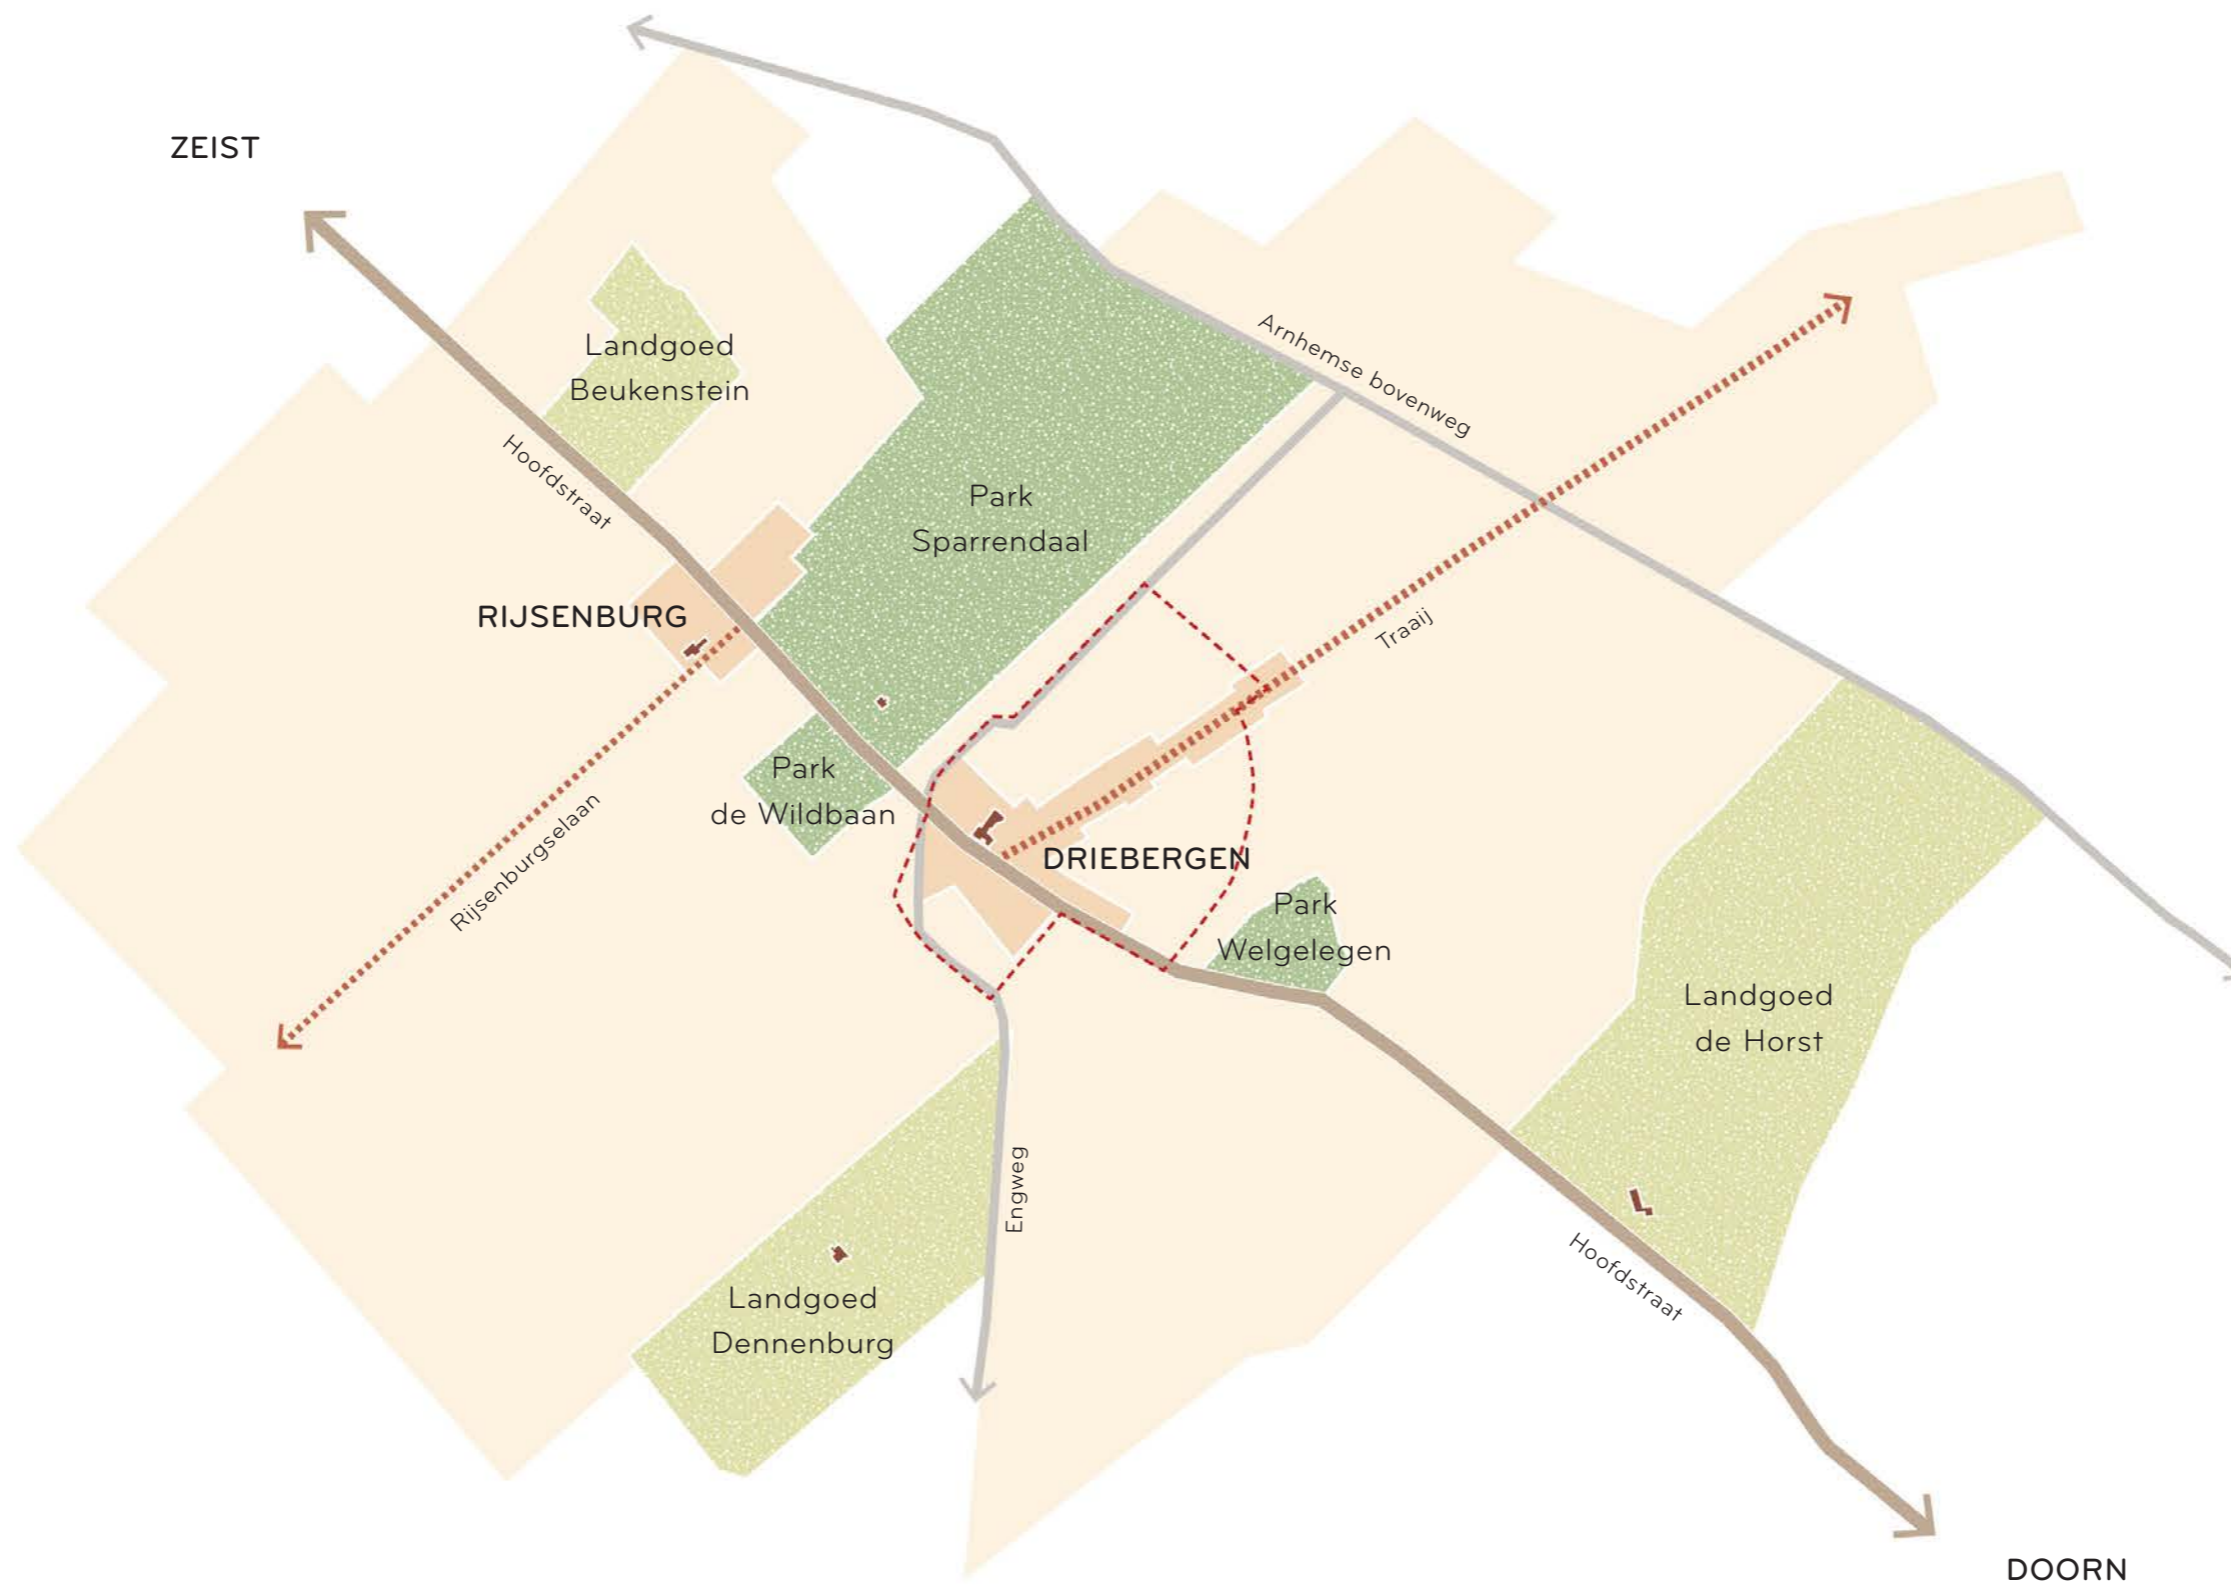 ZEIST
Arnhemse bovenweg
Landgoed
Beukenstein
Hoofdstraat
Park
Sparrendaal
RIJSENBURG
Traaij
Park
de Wildbaan
Rijsenburgselaan
DRIEBERGEN
Park
Welgelegen
Landgoed
de Horst
Engweg
Hoofdstraat
Landgoed
Dennenburg
DOORN